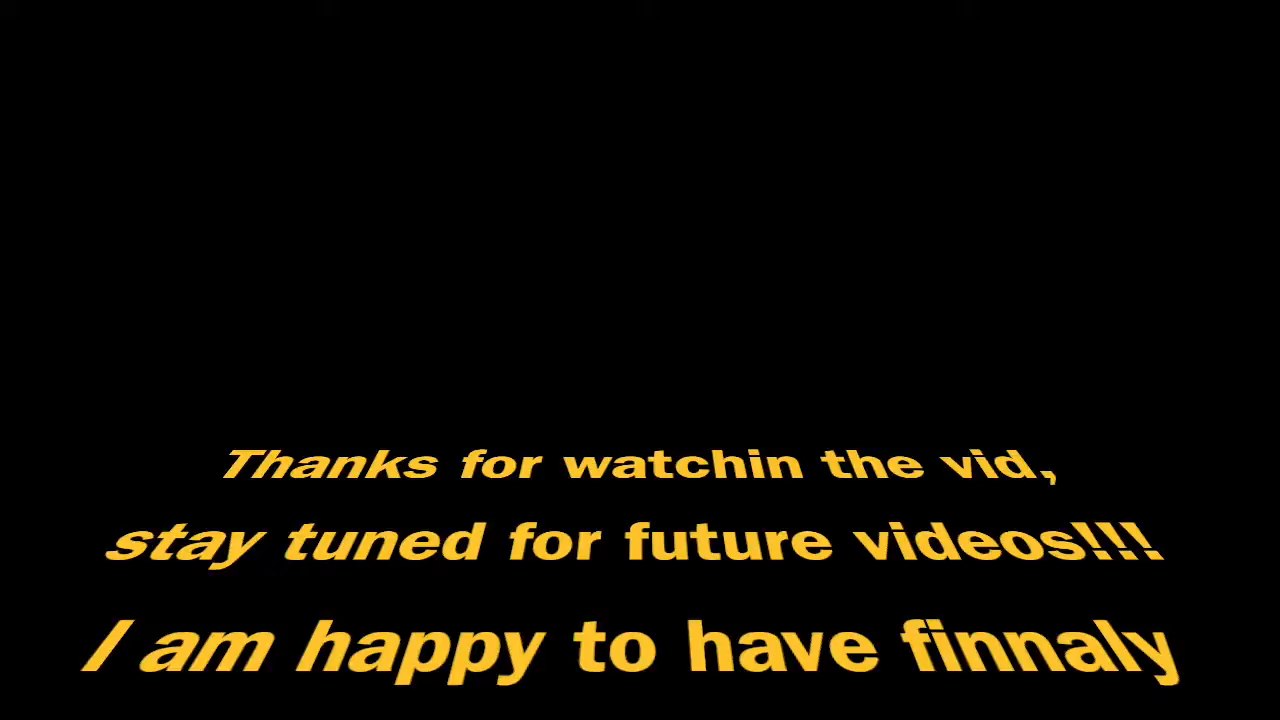 Thanks for watchin the vid,
stay tuned for future videos!!!
I am happy to have finnaly